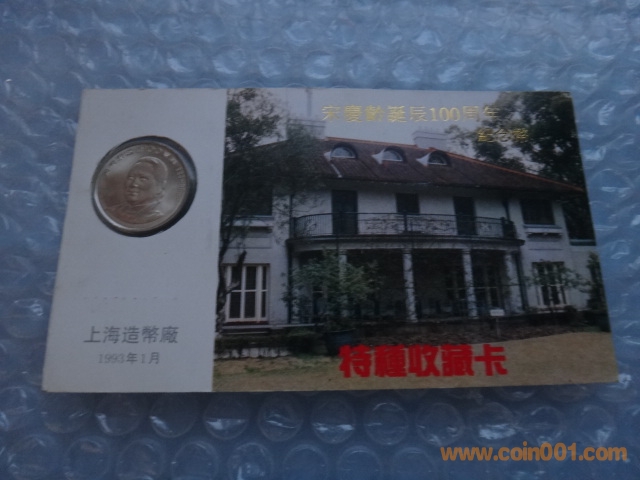 宋慶齡誕辰100周年
紀念幣
上海造幣廠
1993年1月
特種收藏卡
www.coin001.com